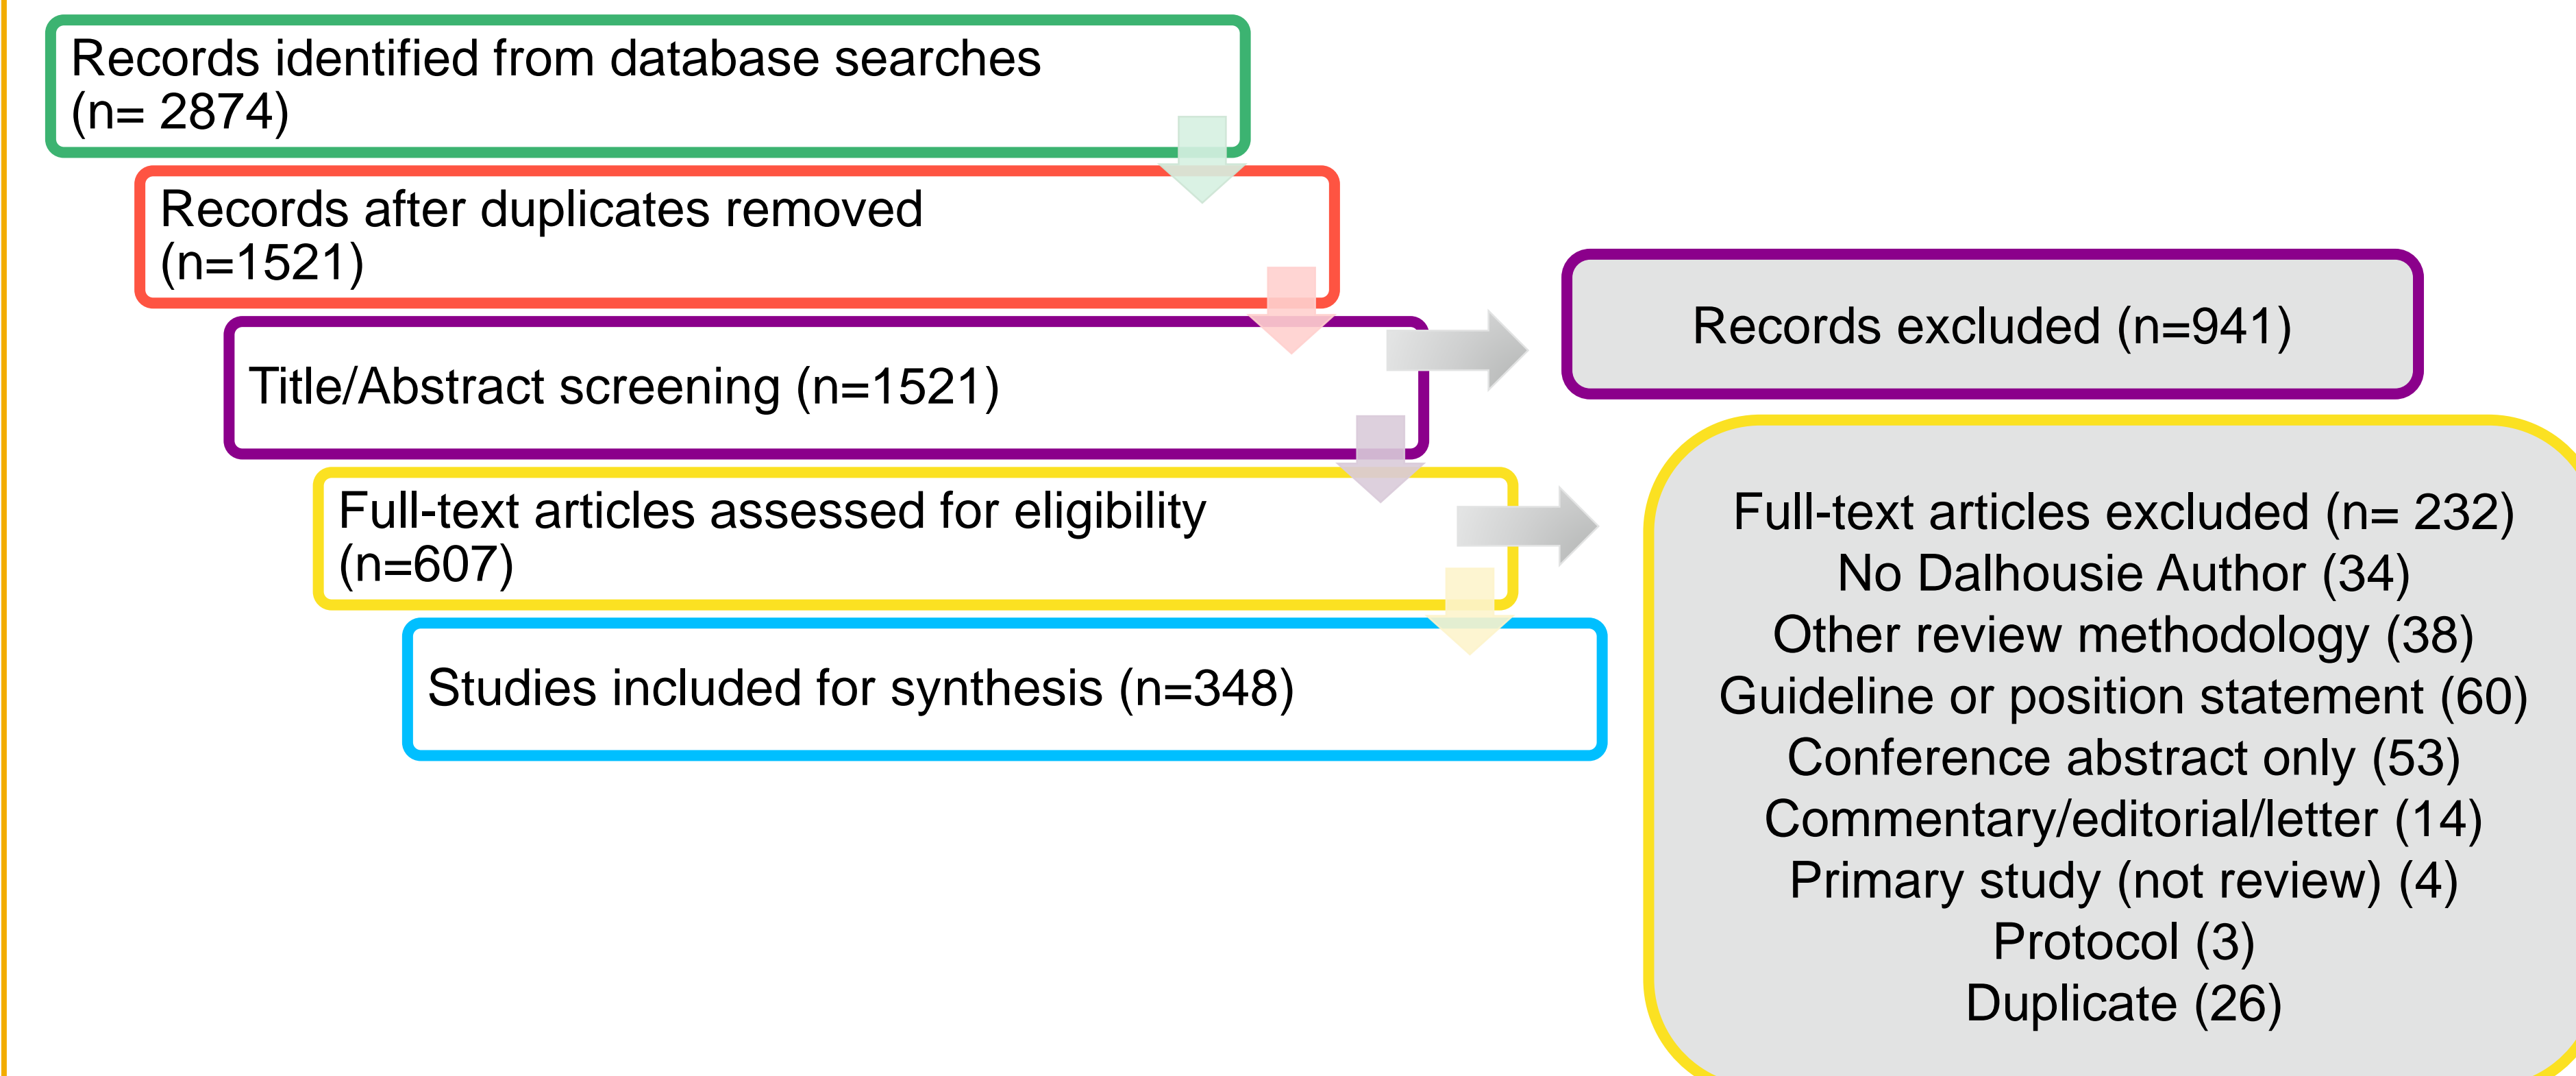 Records identified from database searches
(n= 2874)
Records after duplicates removed
(n=1521)
Title/Abstract screening (n=1521)
Records excluded (n=941)
Full-text articles assessed for eligibility
(n=607)
Studies included for synthesis (n=348)
Full-text articles excluded (n= 232)
No Dalhousie Author (34)
Other review methodology (38)
Guideline or position statement (60)
Conference abstract only (53)
Commentary/editorial/letter (14)
Primary study (not review) (4)
Protocol (3)
Duplicate (26)